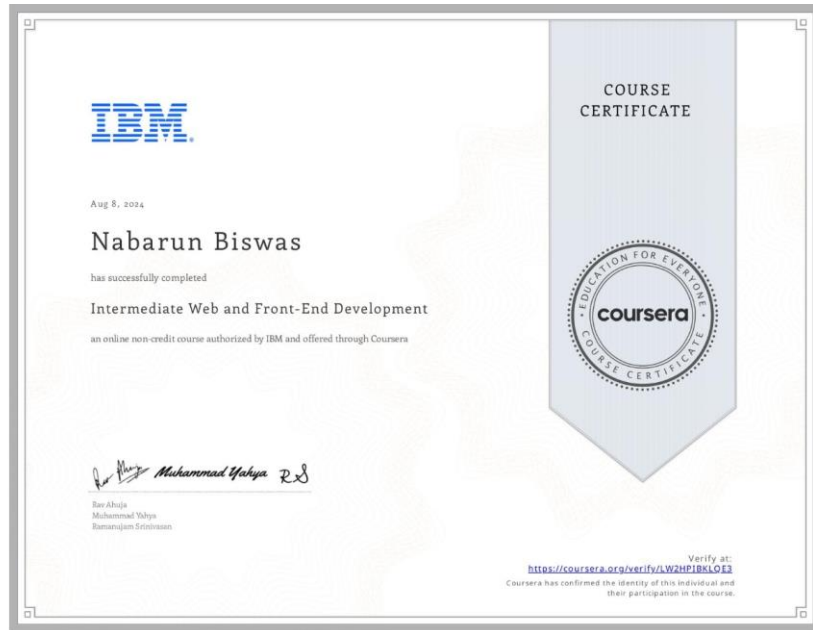 IBM
Aug 8, 2024
Nabarun Biswas
has successfully completed
Intermediate Web and Front-End Development
an online non-credit course authorized by IBM and offered through Coursera
Rav Ahuja
Muhammad Yahya
R S
Rav Ahuja
Muhammad Yahya
Ramanujam Srinivasan
COURSE
CERTIFICATE
EDUCATION FOR EVERYONE
coursera
COURSE CERTIFICATE
Verify at:
https://coursera.org/verify/LW2HPIBKLQE3
Coursera has confirmed the identity of this individual and
their participation in the course.